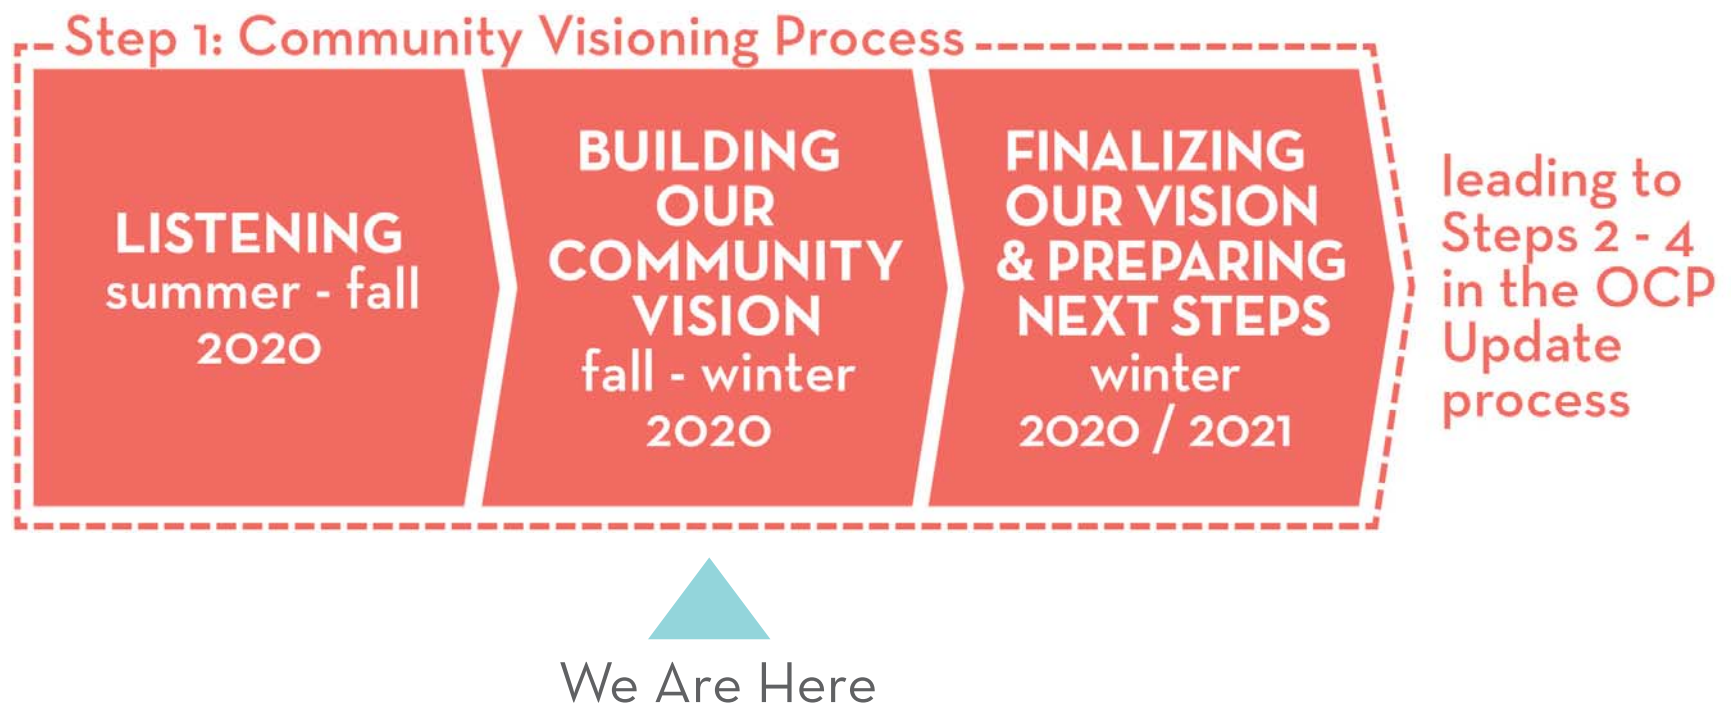 Step 1: Community Visioning Process
LISTENING
summer - fall
2020
BUILDING
OUR
COMMUNITY
VISION
fall - winter
2020
FINALIZING
OUR VISION
& PREPARING
NEXT STEPS
winter
2020 / 2021
leading to
Steps 2 - 4
in the OCP
Update
process
We Are Here